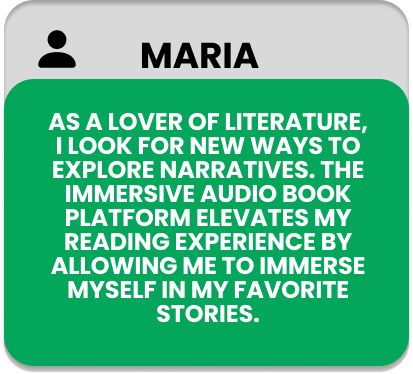 MARIA
AS A LOVER OF LITERATURE,
I LOOK FOR NEW WAYS TO
EXPLORE NARRATIVES. THE
IMMERSIVE AUDIO BOOK
PLATFORM ELEVATES MY
READING EXPERIENCE BY
ALLOWING ME TO IMMERSE
MYSELF IN MY FAVORITE
STORIES.